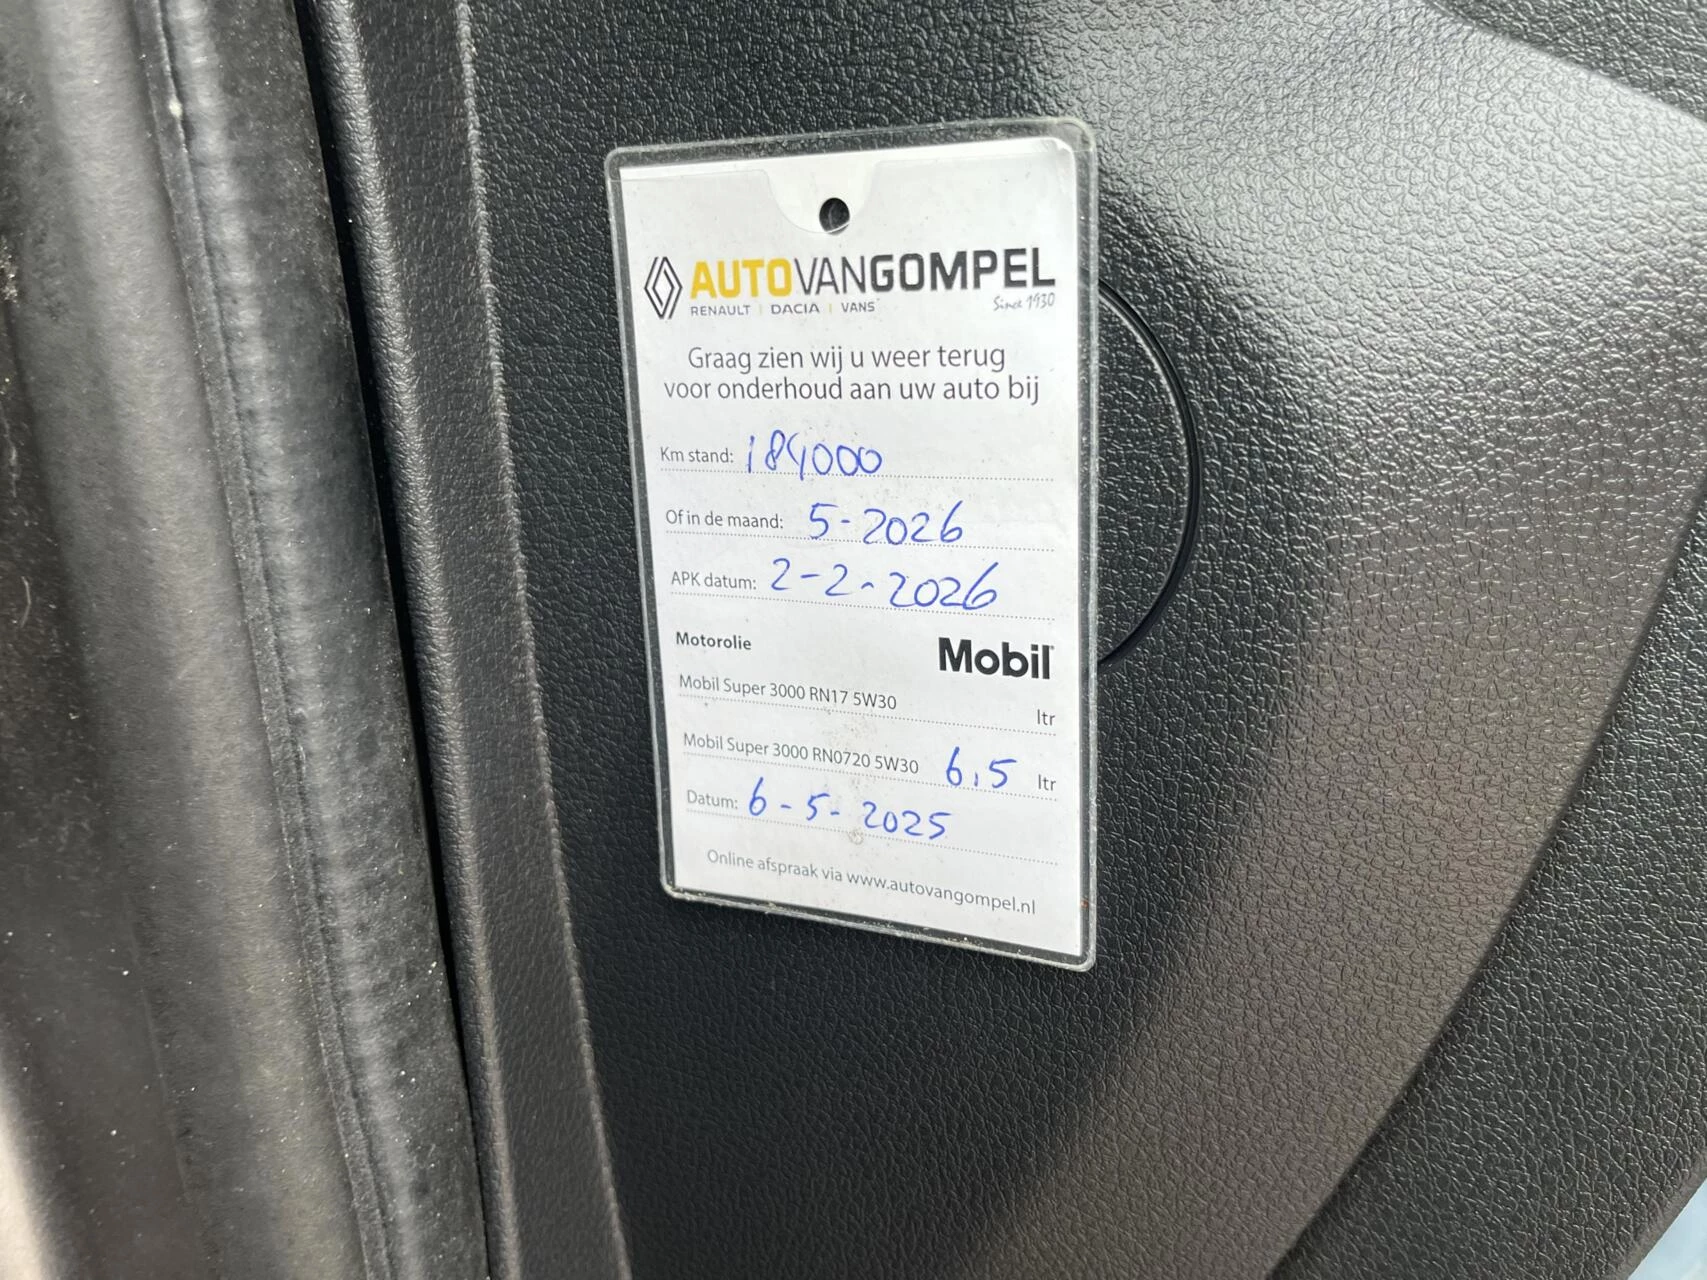 AUTOVANGOMPEL
RENAULT | DACIA | VANS
Since 1930
Graag zien wij u weer terug
voor onderhoud aan uw auto bij
Km stand: 184000
Of in de maand: 5-2026
APK datum: 2-2-2026
Motorolie Mobil
Mobil Super 3000 RN17 5W30 ltr
Mobil Super 3000 RN0720 5W30 6.5 ltr
Datum: 6-5-2025
Online afspraak via www.autovangompel.nl